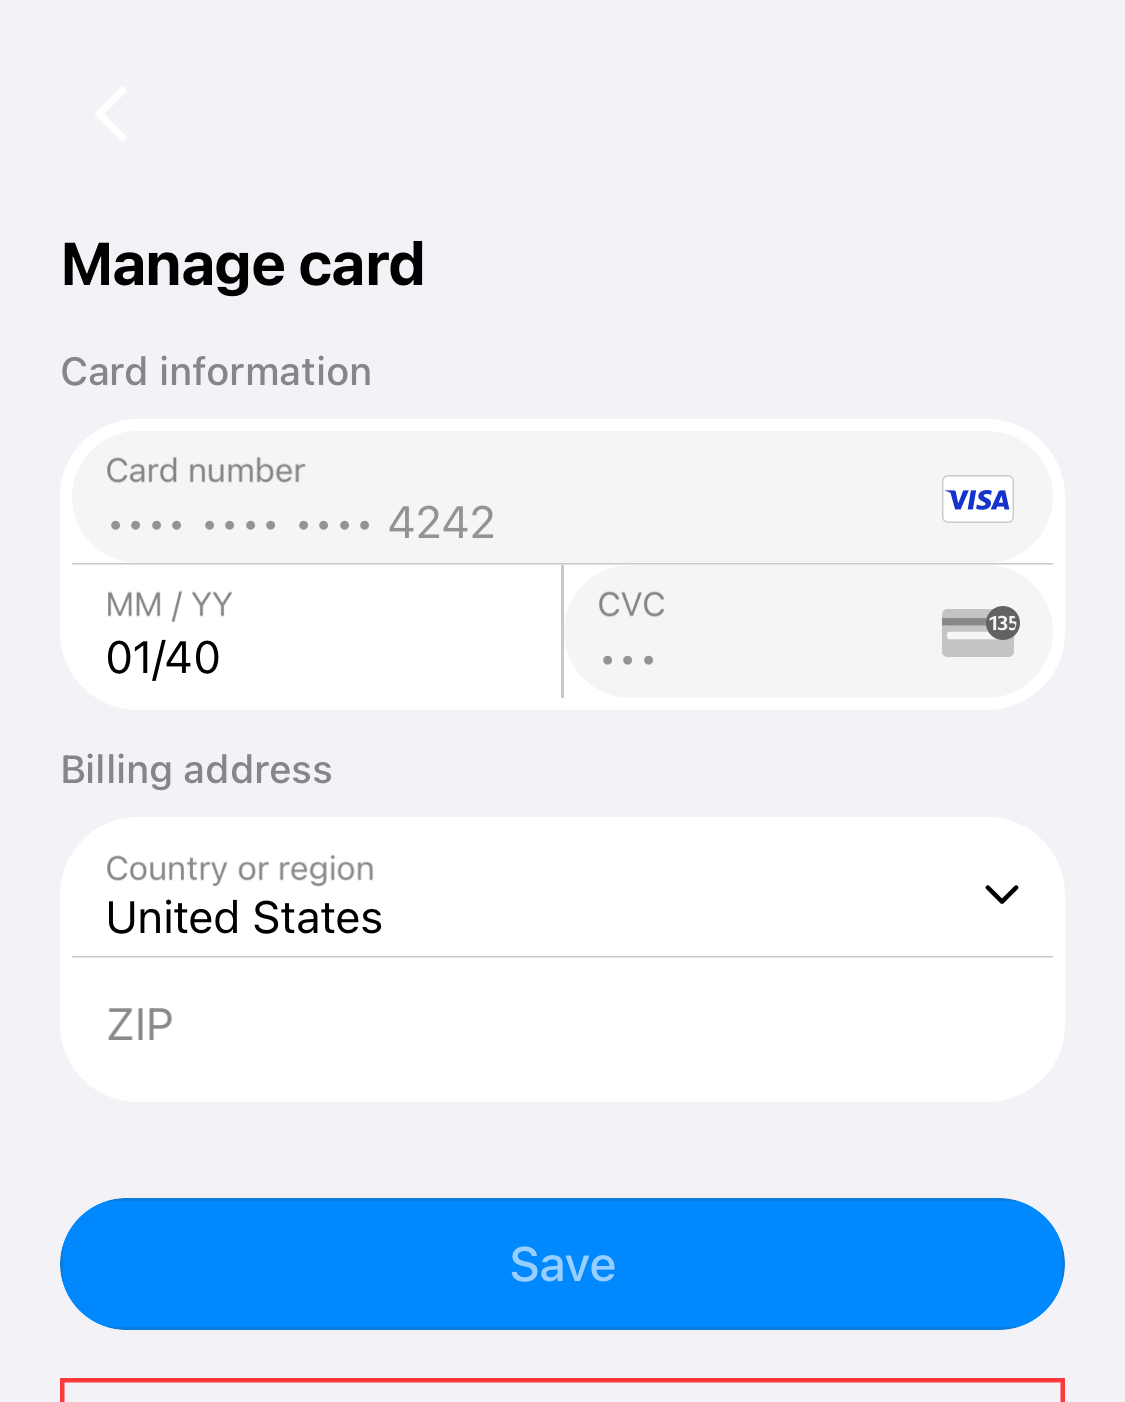 Manage card
Card information
Card number
•••• •••• •••• 4242
VISA
MM / YY
01/40
CVC
•••
135
Billing address
Country or region
United States
ZIP
Save